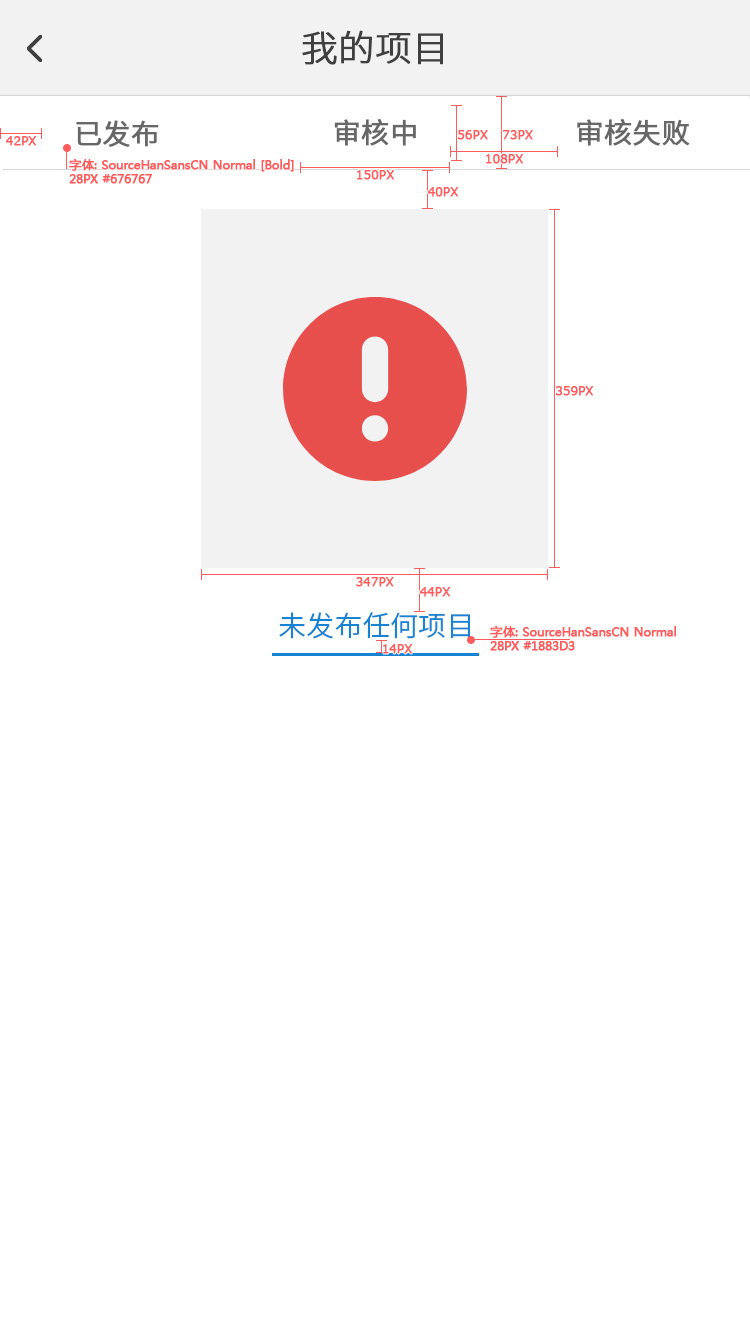 我的项目
已发布
审核中
审核失败
42PX
56PX
73PX
108PX
字体: SourceHanSansCN Normal [Bold]
28PX #676767
150PX
40PX
359PX
347PX
44PX
未发布任何项目
字体: SourceHanSansCN Normal
28PX #1883D3
14PX